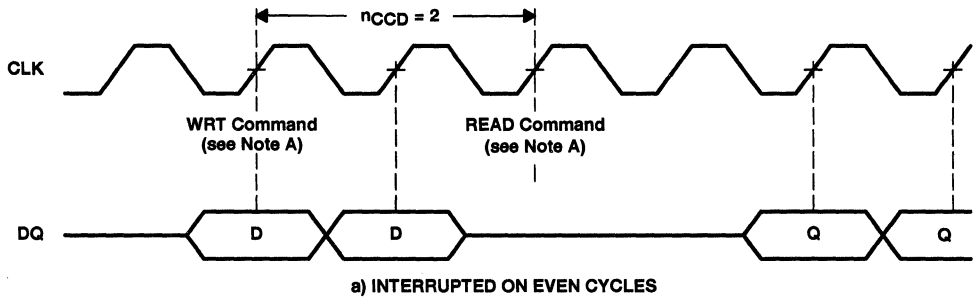 nCCD = 2
CLK
WRT Command
(see Note A)
READ Command
(see Note A)
DQ
D
D
Q
Q
a) INTERRUPTED ON EVEN CYCLES